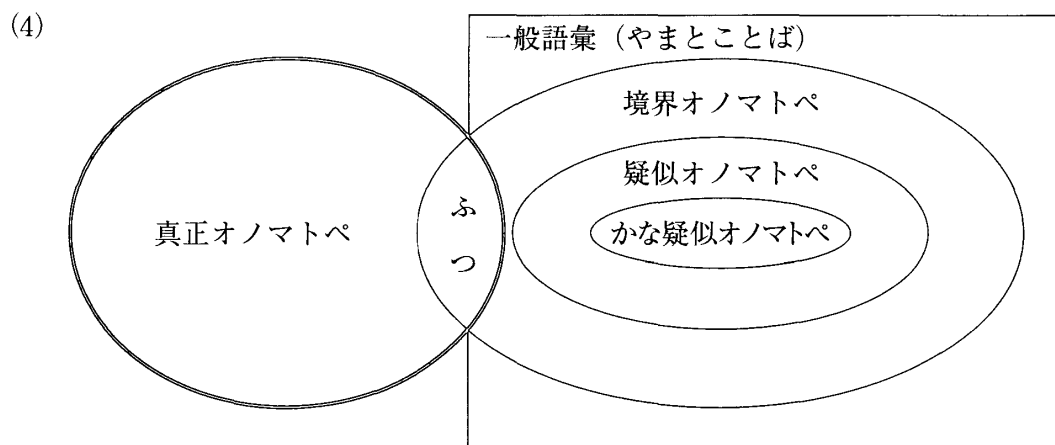 (4)
一般語彙（やまとことば）
境界オノマトペ
疑似オノマトペ
かな疑似オノマトペ
真正オノマトペ
ふつ